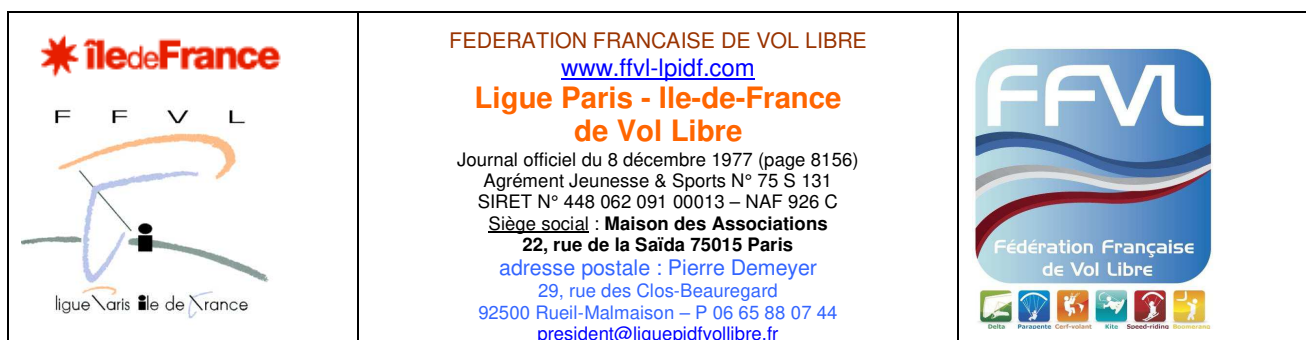 îledeFrance
F F V L
ligue Paris île de France
FEDERATION FRANCAISE DE VOL LIBRE
www.ffvl-lpidf.com
Ligue Paris - Ile-de-France
de Vol Libre
Journal officiel du 8 décembre 1977 (page 8156)
Agrément Jeunesse & Sports N° 75 S 131
SIRET N° 448 062 091 00013 – NAF 926 C
Siège social : Maison des Associations
22, rue de la Saïda 75015 Paris
adresse postale : Pierre Demeyer
29, rue des Clos-Beauregard
92500 Rueil-Malmaison – P 06 65 88 07 44
president@liguepidfvollibre.fr
FFVL
Fédération Française
de Vol Libre
Delta Parapente Cerf-volant Kite Speed-riding Boomerang